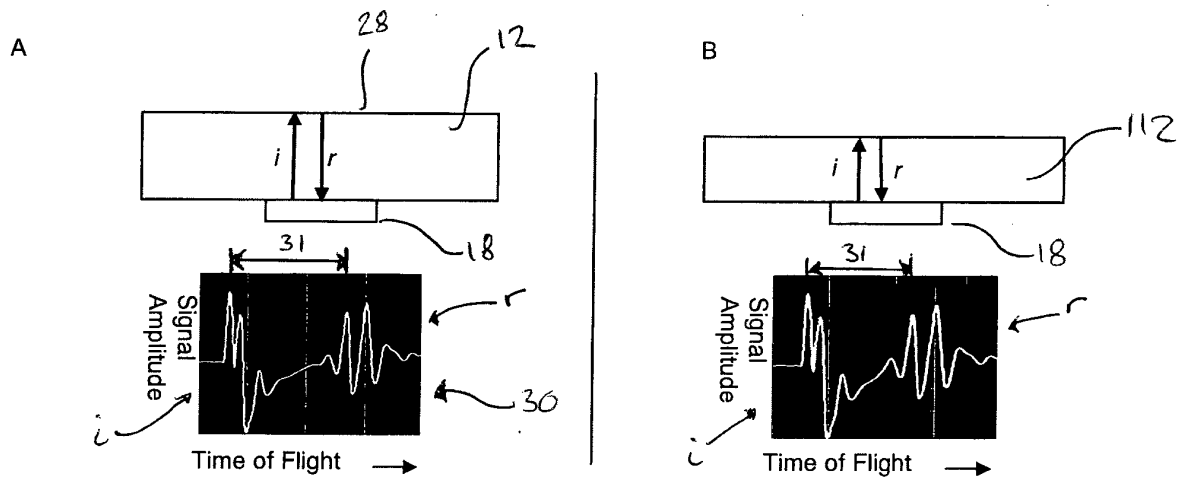 A
28
12
i
r
18
31
Signal
Amplitude
r
i
30
Time of Flight
B
112
i
r
18
31
Signal
Amplitude
r
i
Time of Flight